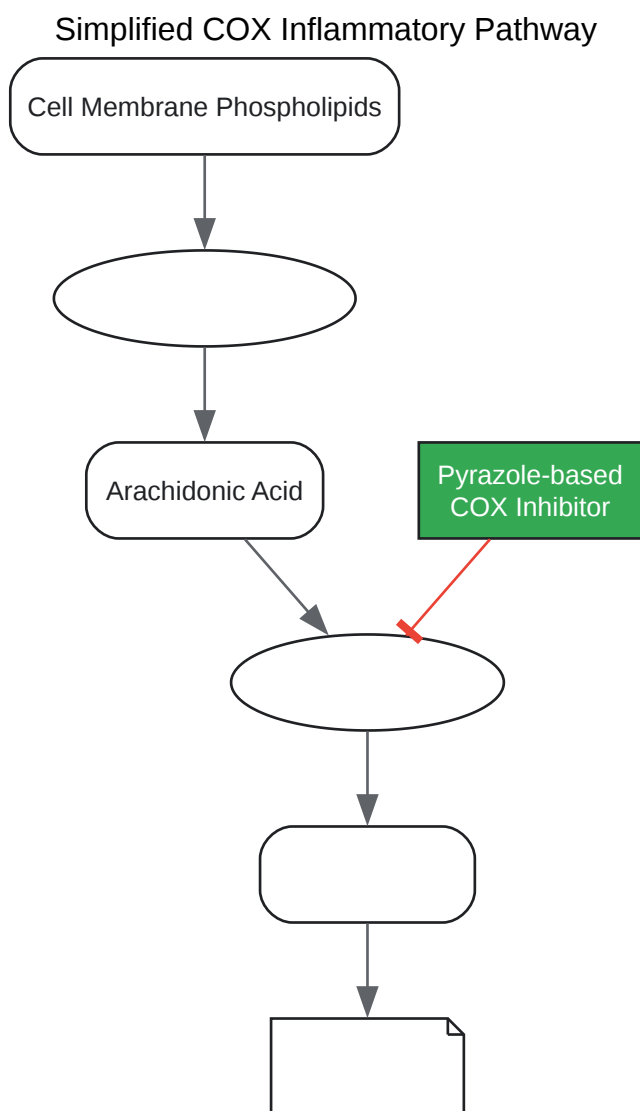 Simplified COX Inflammatory Pathway
Cell Membrane Phospholipids
Arachidonic Acid
Pyrazole-based
COX Inhibitor